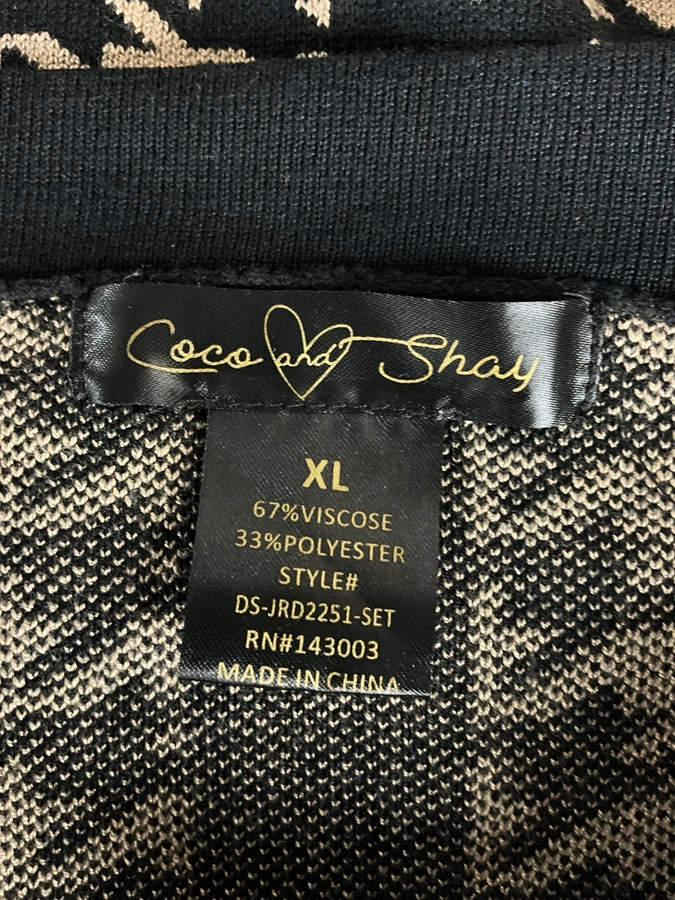 Coco and Shay
XL
67%VISCOSE
33%POLYESTER
STYLE#
DS-JRD2251-SET
RN#143003
MADE IN CHINA